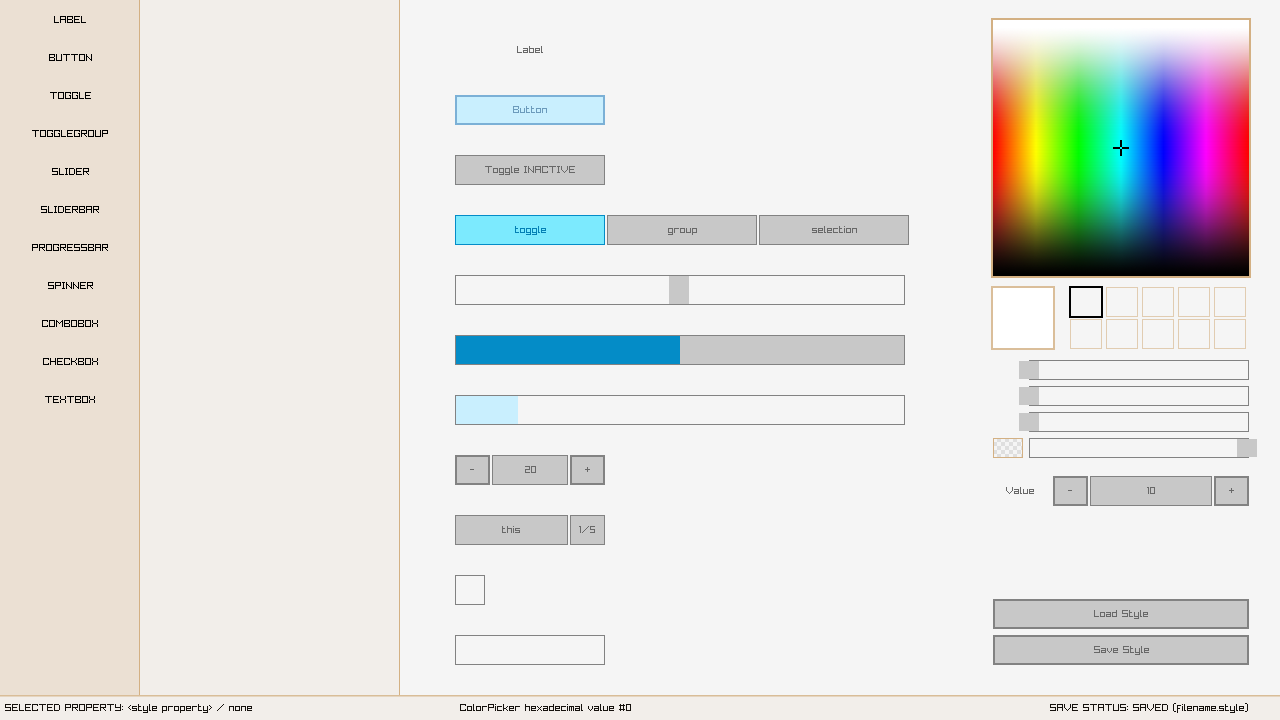 LABEL
BUTTON
TOGGLE
TOGGLEGROUP
SLIDER
SLIDERBAR
PROGRESSBAR
SPINNER
COMBOBOX
CHECKBOX
TEXTBOX
Label
Button
Toggle INACTIVE
toggle group selection
- 20 +
this 1/5
Value - 10 +
Load Style
Save Style
SELECTED PROPERTY: <style property> / none
ColorPicker hexadecimal value #0
SAVE STATUS: SAVED (filename.style)